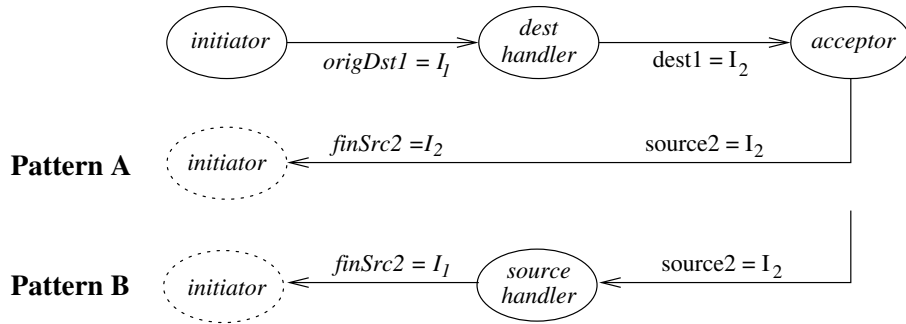 initiator
dest
handler
acceptor
origDst1 = I1
dest1 = I2
Pattern A
initiator
finSrc2 =I2
source2 = I2
Pattern B
initiator
finSrc2 = I1
source
handler
source2 = I2